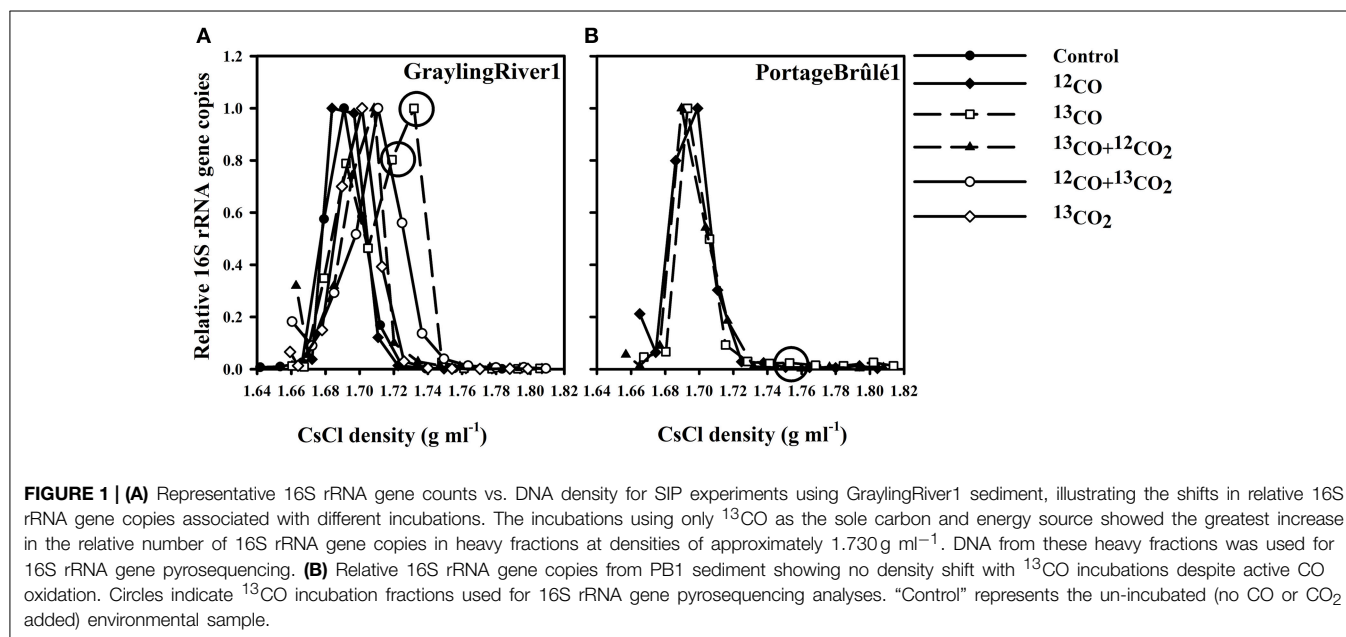 A
B
1.2
1.0
0.8
0.6
0.4
0.2
0.0
Relative 16S rRNA gene copies
GraylingRiver1
PortageBrûlé1
1.64 1.66 1.68 1.70 1.72 1.74 1.76 1.78 1.80 1.82
1.64 1.66 1.68 1.70 1.72 1.74 1.76 1.78 1.80 1.82
CsCl density (g ml⁻¹)
CsCl density (g ml⁻¹)
Control
¹²CO
¹³CO
¹³CO+¹²CO₂
¹²CO+¹³CO₂
¹³CO₂
FIGURE 1 | (A) Representative 16S rRNA gene counts vs. DNA density for SIP experiments using GraylingRiver1 sediment, illustrating the shifts in relative 16S
rRNA gene copies associated with different incubations. The incubations using only ¹³CO as the sole carbon and energy source showed the greatest increase
in the relative number of 16S rRNA gene copies in heavy fractions at densities of approximately 1.730 g ml⁻¹. DNA from these heavy fractions was used for
16S rRNA gene pyrosequencing. (B) Relative 16S rRNA gene copies from PB1 sediment showing no density shift with ¹³CO incubations despite active CO
oxidation. Circles indicate ¹³CO incubation fractions used for 16S rRNA gene pyrosequencing analyses. “Control” represents the un-incubated (no CO or CO₂
added) environmental sample.